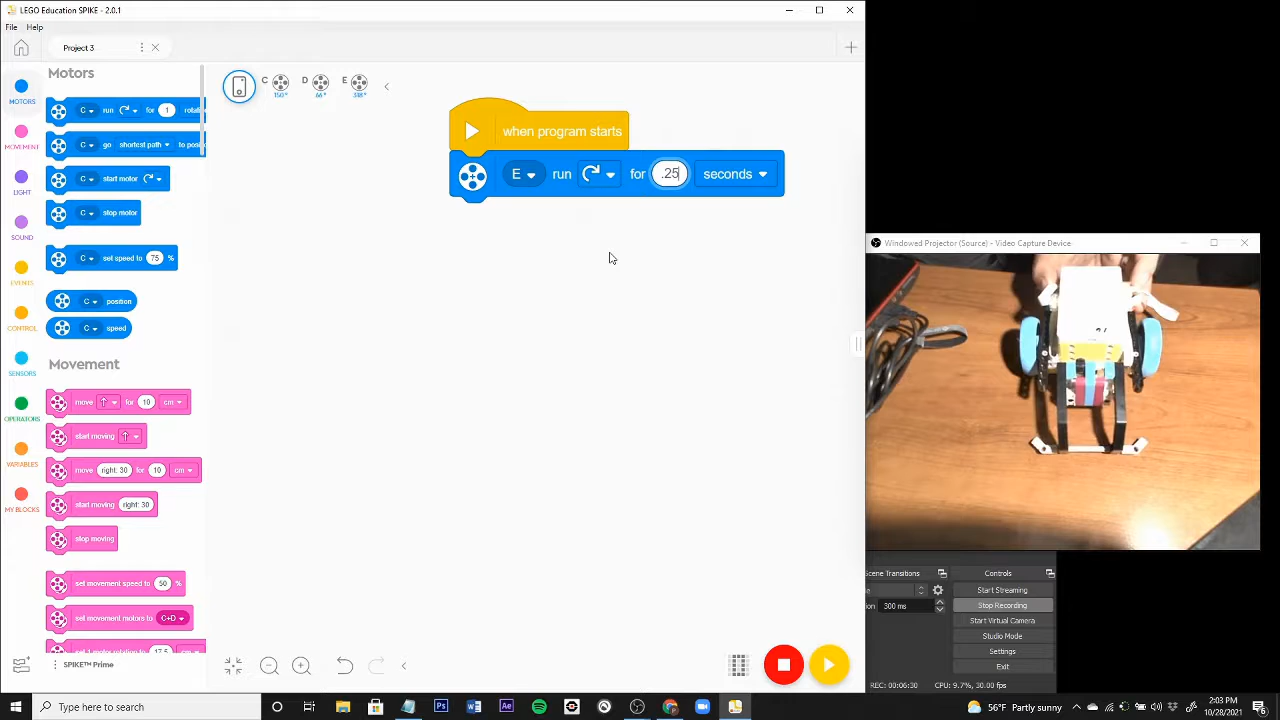 LEGO Education SPIKE - 2.0.1
File Help
Project 3
MOTORS
MOVEMENT
LIGHT
SOUND
EVENTS
CONTROL
SENSORS
OPERATORS
VARIABLES
MY BLOCKS
Motors
C run for 1
C go shortest path
C start motor
C stop motor
C set speed to 75 %
C position
C speed
Movement
move for 10 cm
start moving
move right: 30 for 10 cm
start moving right: 30
stop moving
set movement speed to 50 %
set movement motors to C+D
C D E
150° 66°
when program starts
E run for .25 seconds
SPIKE™ Prime
Windowed Projector (Source) - Video Capture Device
Scene Transitions
300 ms
Controls
Start Streaming
Stop Recording
Start Virtual Camera
Studio Mode
Settings
Exit
REC: 00:06:30 CPU: 9.7%, 30.00 fps
Type here to search
56°F Partly sunny
2:03 PM
10/28/2021